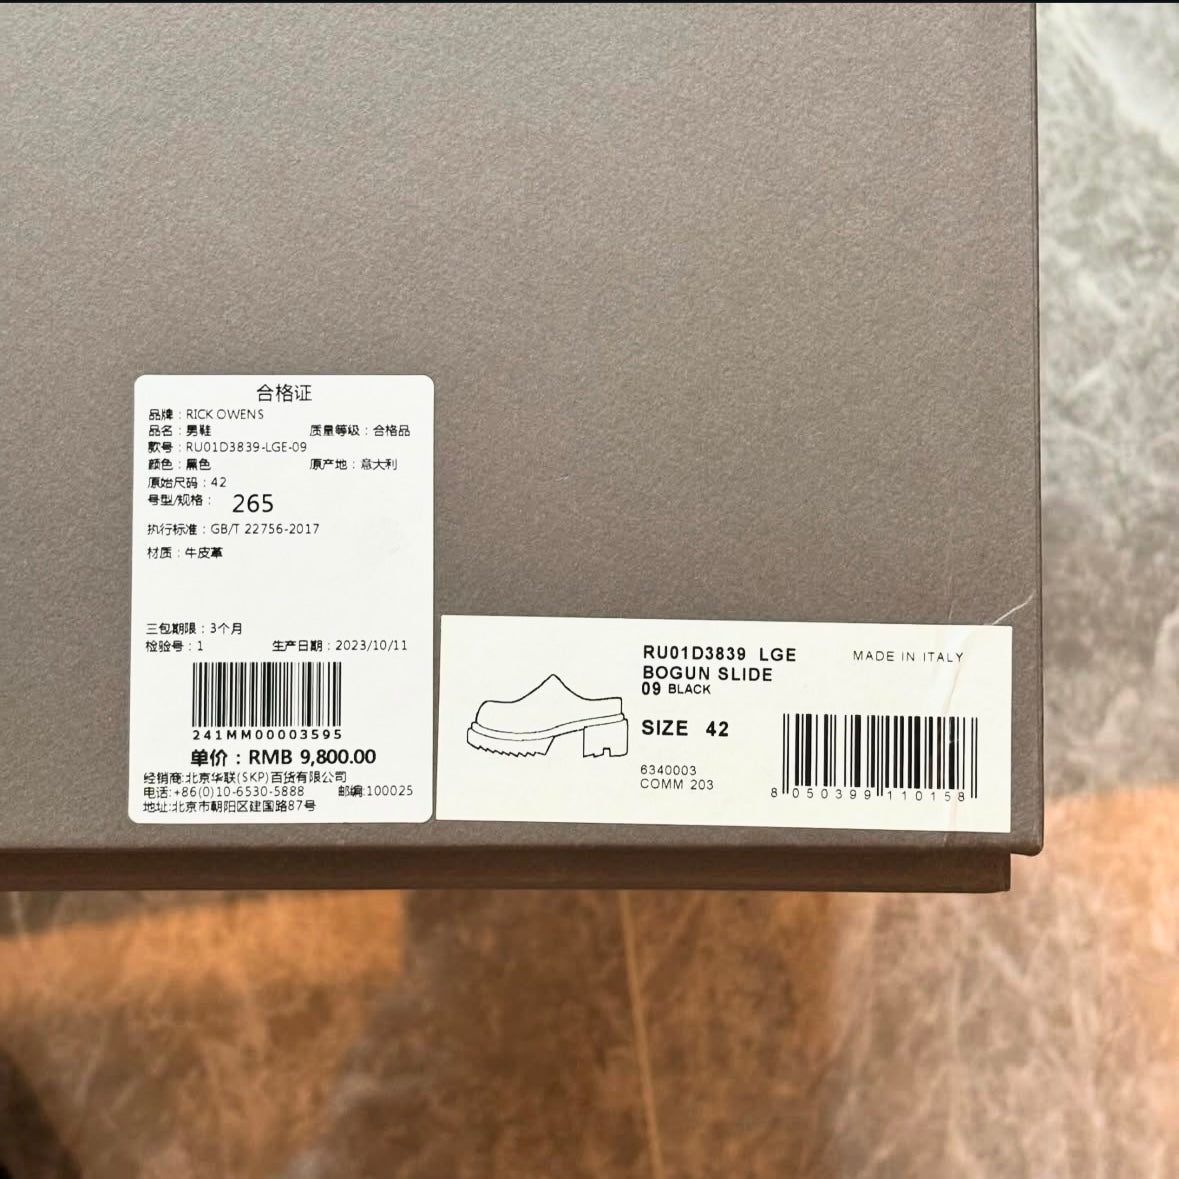 合格证
品牌：RICK OWENS
品名：男鞋 质量等级：合格品
款号：RU01D3839-LGE-09
颜色：黑色 原产地：意大利
原始尺码：42
号型/规格： 265
执行标准：GB/T 22756-2017
材质：牛皮革
三包期限：3个月
检验号：1 生产日期：2023/10/11
241MM00003595
单价：RMB 9,800.00
经销商:北京华联(SKP)百货有限公司
电话:+86(0)10-6530-5888 邮编:100025
地址:北京市朝阳区建国路87号
RU01D3839 LGE
BOGUN SLIDE
09 BLACK
MADE IN ITALY
SIZE 42
6340003
COMM 203
8 050399 110158